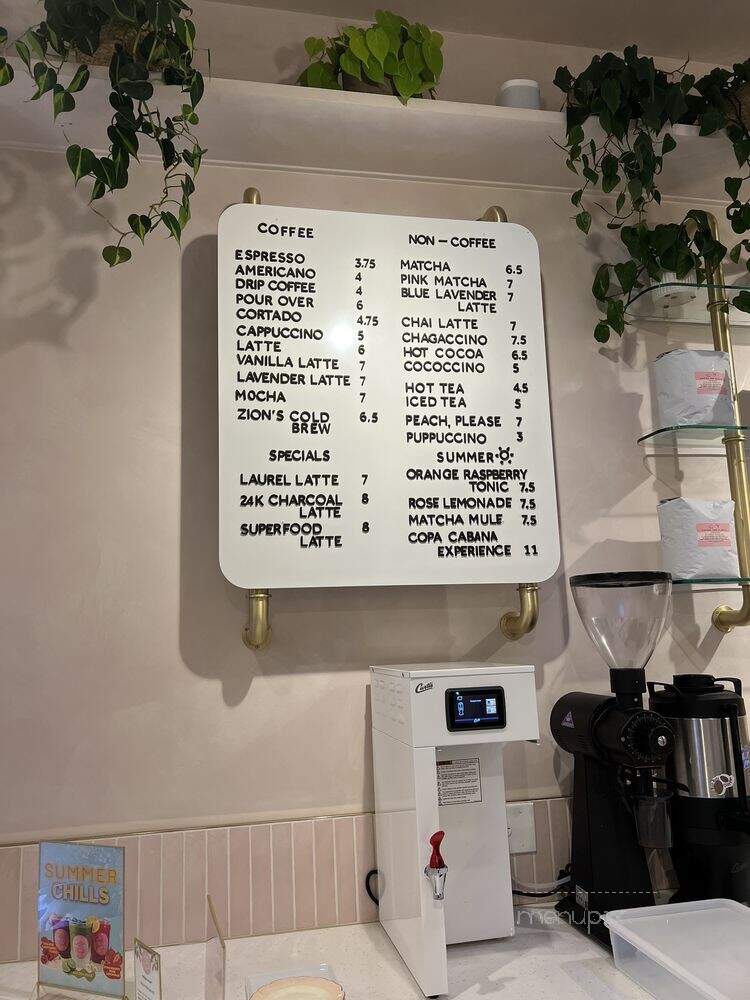 COFFEE
ESPRESSO 3.75
AMERICANO 4
DRIP COFFEE 4
POUR OVER 6
CORTADO 4.75
CAPPUCCINO 5
LATTE 6
VANILLA LATTE 7
LAVENDER LATTE 7
MOCHA 7
ZION'S COLD
BREW 6.5
SPECIALS
LAUREL LATTE 7
24K CHARCOAL 8
LATTE
SUPERFOOD 8
LATTE
NON-COFFEE
MATCHA 6.5
PINK MATCHA 7
BLUE LAVENDER 7
LATTE
CHAI LATTE 7
CHAGACCINO 7.5
HOT COCOA 6.5
COCOCCINO 5
HOT TEA 4.5
ICED TEA 5
PEACH, PLEASE 7
PUPPUCCINO 3
SUMMER
ORANGE RASPBERRY
TONIC 7.5
ROSE LEMONADE 7.5
MATCHA MULE 7.5
COPA CABANA
EXPERIENCE 11
Curtis
SUMMER
CHILLS
menupix